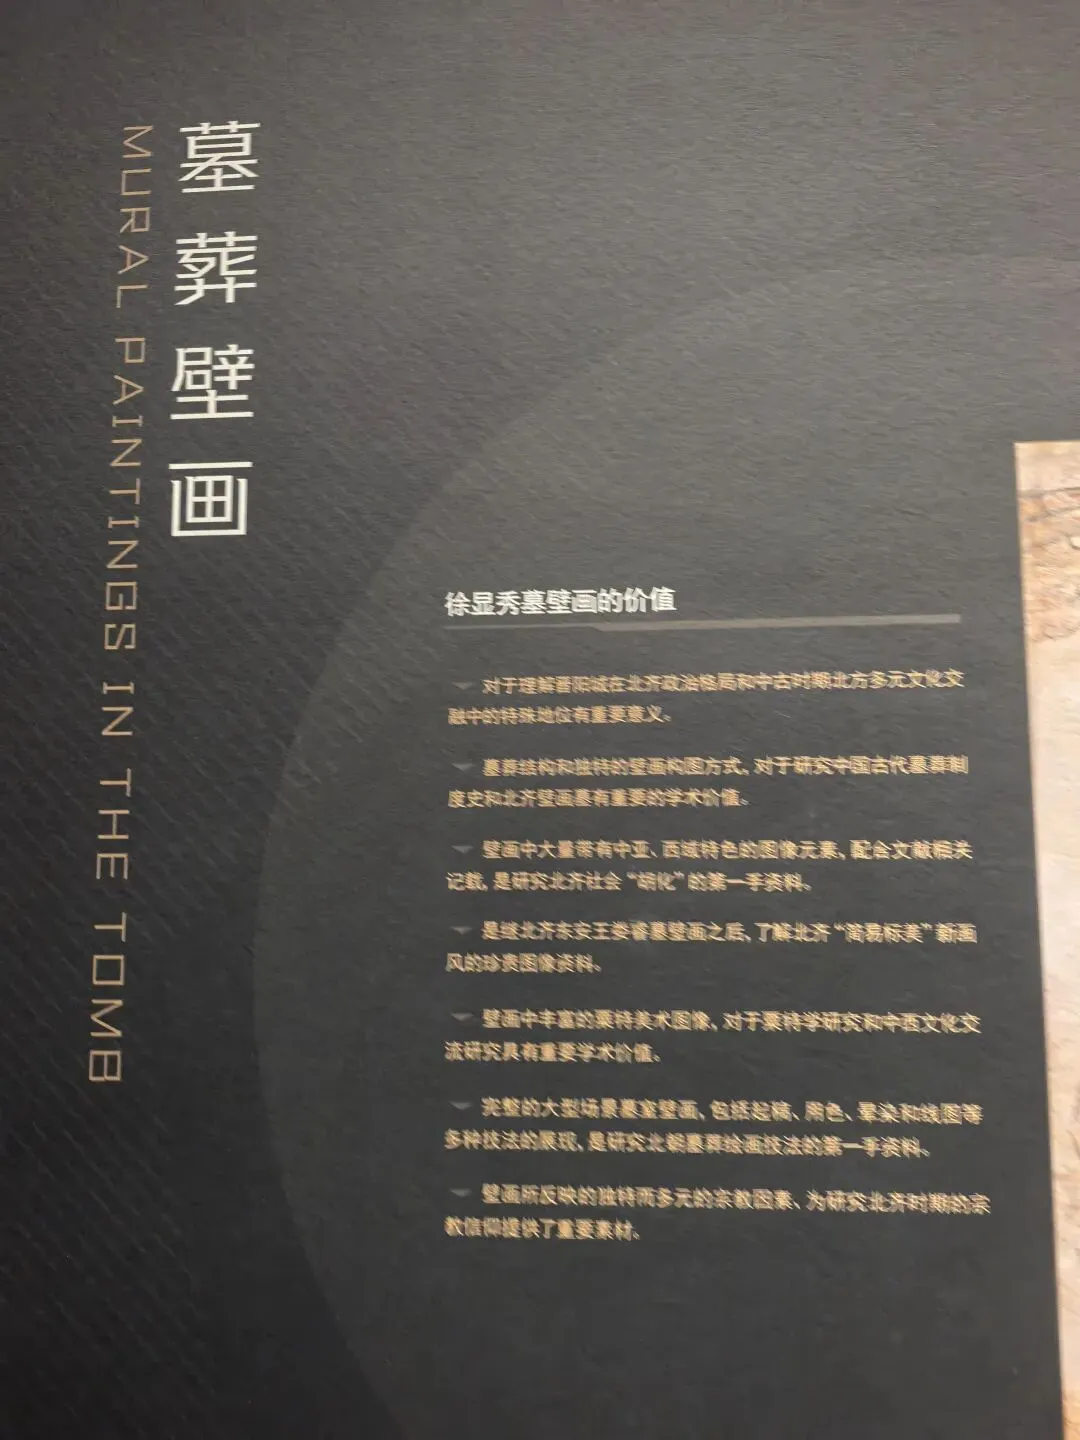 墓葬壁画
MURAL PAINTINGS IN THE TOMB
徐显秀墓壁画的价值
对于理解晋阳城在北齐政治格局和中古时期北方多元文化交
融中的特殊地位有重要意义。
墓葬结构和独特的壁画构图方式，对于研究中国古代墓葬制
度史和北齐壁画墓有重要的学术价值。
壁画中大量带有中亚、西域特色的图像元素，配合文献相关
记载，是研究北齐社会“胡化”的第一手资料。
是继北齐东安王娄睿墓壁画之后，了解北齐“简易标美”新画
风的珍贵图像资料。
壁画中丰富的粟特美术图像，对于粟特学研究和中西文化交
流研究具有重要学术价值。
完整的大型场景墓室壁画，包括起稿、用色、晕染和线图等
多种技法的展现，是研究北朝墓葬绘画技法的第一手资料。
壁画所反映的独特而多元的宗教因素，为研究北齐时期的宗
教信仰提供了重要素材。